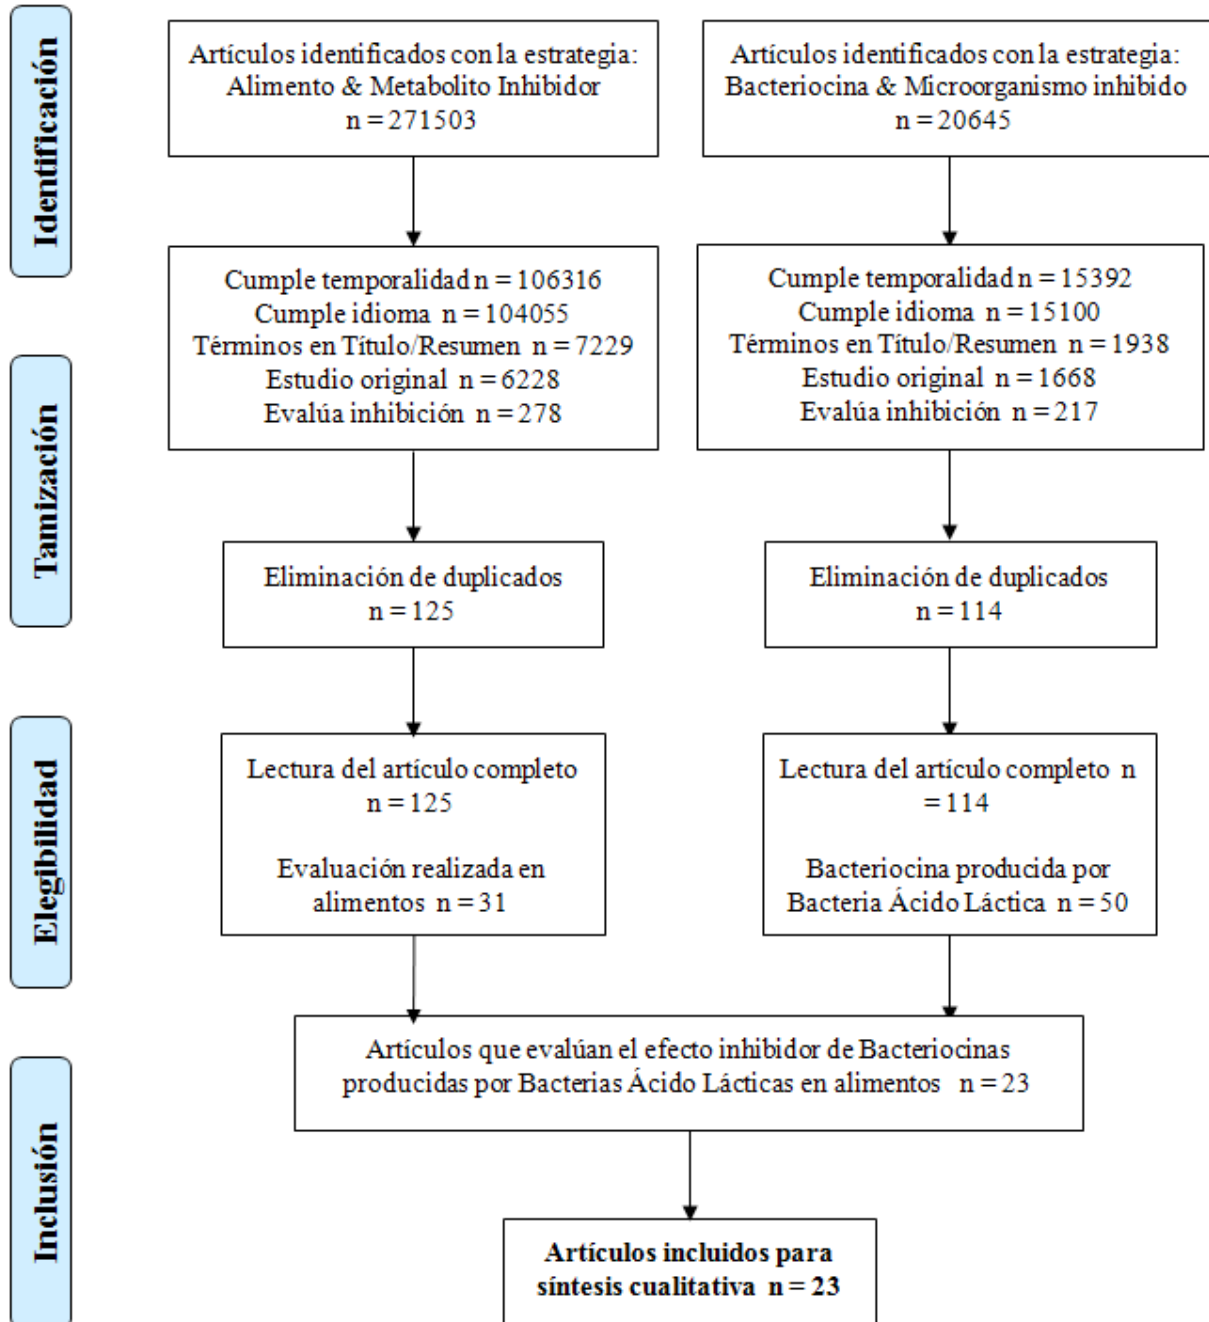 Identificación
Artículos identificados con la estrategia:
Alimento & Metabolito Inhibidor
n = 271503
Artículos identificados con la estrategia:
Bacteriocina & Microorganismo inhibido
n = 20645
Cumple temporalidad n = 106316
Cumple idioma n = 104055
Términos en Título/Resumen n = 7229
Estudio original n = 6228
Evalúa inhibición n = 278
Cumple temporalidad n = 15392
Cumple idioma n = 15100
Términos en Título/Resumen n = 1938
Estudio original n = 1668
Evalúa inhibición n = 217
Tamización
Eliminación de duplicados
n = 125
Eliminación de duplicados
n = 114
Elegibilidad
Lectura del artículo completo
n = 125
Evaluación realizada en
alimentos n = 31
Lectura del artículo completo n
= 114
Bacteriocina producida por
Bacteria Ácido Láctica n = 50
Inclusión
Artículos que evalúan el efecto inhibidor de Bacteriocinas
producidas por Bacterias Ácido Lácticas en alimentos n = 23
Artículos incluidos para
síntesis cualitativa n = 23